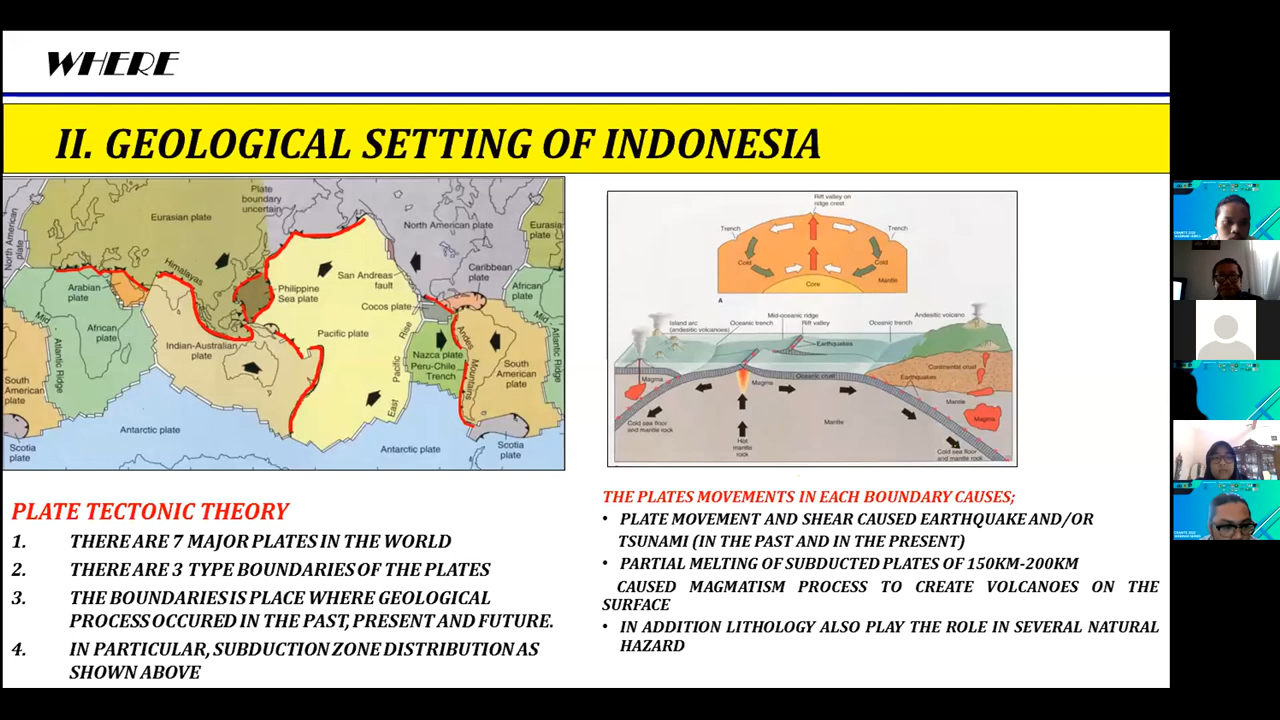 WHERE
II. GEOLOGICAL SETTING OF INDONESIA
North American
plate
Eurasian plate
Plate
boundary
uncertain
North American plate
Eurasian
plate
Himalayas
Arabian
plate
African
plate
Mid
Atlantic Ridge
Indian-Australian
plate
Philippine
Sea plate
San Andreas
fault
Cocos plate
Caribbean
plate
Pacific plate
East
Pacific
Rise
Nazca plate
Peru-Chile
Trench
Andes
Mountains
South
American
plate
African
plate
Mid
Atlantic Ridge
South
American
plate
Antarctic plate
Antarctic plate
Scotia
plate
Scotia
plate
Rift valley on
ridge crest
Trench
Trench
Cold
Cold
Mantle
Core
A
Island arc
(andesitic volcanoes)
Oceanic trench
Mid-oceanic ridge
Rift valley
Oceanic trench
Andesitic volcano
Earthquakes
Magma
Magma
Oceanic crust
Earthquakes
Continental crust
Mantle
Magma
Cold sea floor
and mantle rock
Hot
mantle
rock
Mantle
Cold sea floor
and mantle rock
PLATE TECTONIC THEORY
1. THERE ARE 7 MAJOR PLATES IN THE WORLD
2. THERE ARE 3 TYPE BOUNDARIES OF THE PLATES
3. THE BOUNDARIES IS PLACE WHERE GEOLOGICAL
PROCESS OCCURED IN THE PAST, PRESENT AND FUTURE.
4. IN PARTICULAR, SUBDUCTION ZONE DISTRIBUTION AS
SHOWN ABOVE
THE PLATES MOVEMENTS IN EACH BOUNDARY CAUSES;
• PLATE MOVEMENT AND SHEAR CAUSED EARTHQUAKE AND/OR
TSUNAMI (IN THE PAST AND IN THE PRESENT)
• PARTIAL MELTING OF SUBDUCTED PLATES OF 150KM-200KM
CAUSED MAGMATISM PROCESS TO CREATE VOLCANOES ON THE
SURFACE
• IN ADDITION LITHOLOGY ALSO PLAY THE ROLE IN SEVERAL NATURAL
HAZARD